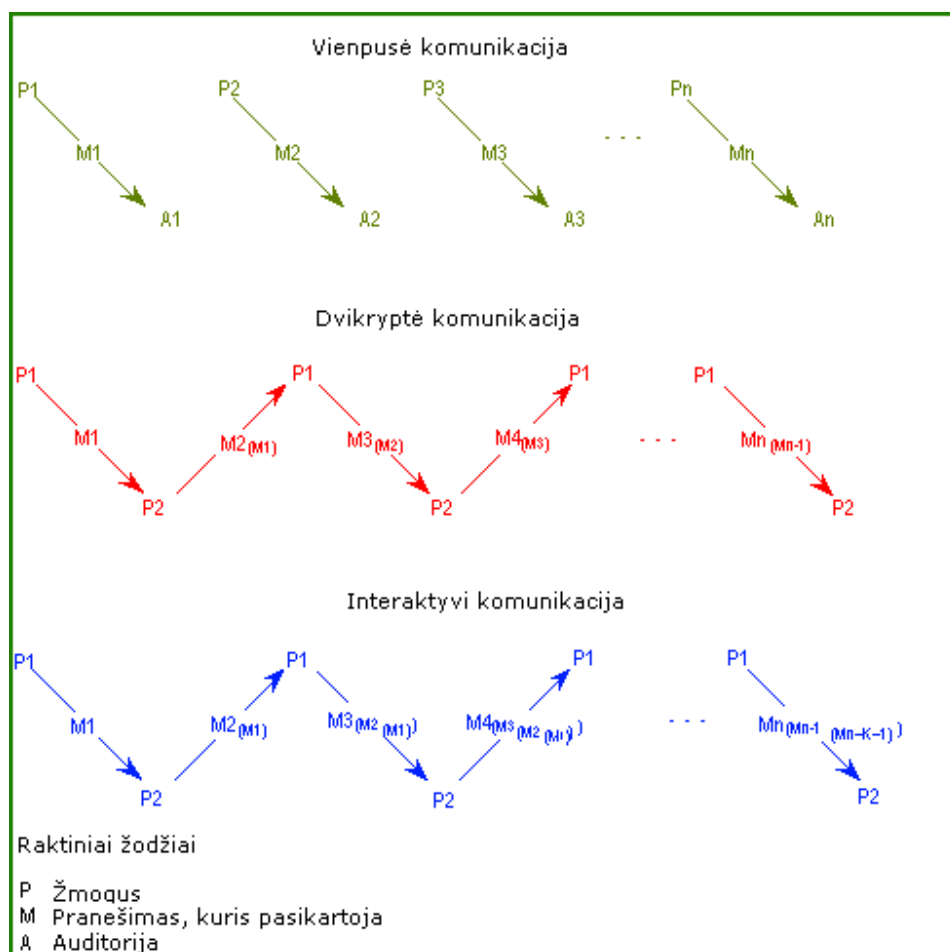 Vienpusė komunikacija
P1 P2 P3 Pn
M1 M2 M3 - - - Mn
A1 A2 A3 An
Dvikryptė komunikacija
P1 P1 P1 P1
M1 M2(M1) M3(M2) M4(M3) - - - Mn(Mn-1)
P2 P2 P2
Interaktyvi komunikacija
P1 P1 P1 P1
M1 M2(M1) M3(M2(M1)) M4(M3(M2(M1))) - - - Mn(Mn-1(Mn-K-1))
P2 P2 P2
Raktiniai žodžiai
P Žmogus
M Pranešimas, kuris pasikartoja
A Auditorija